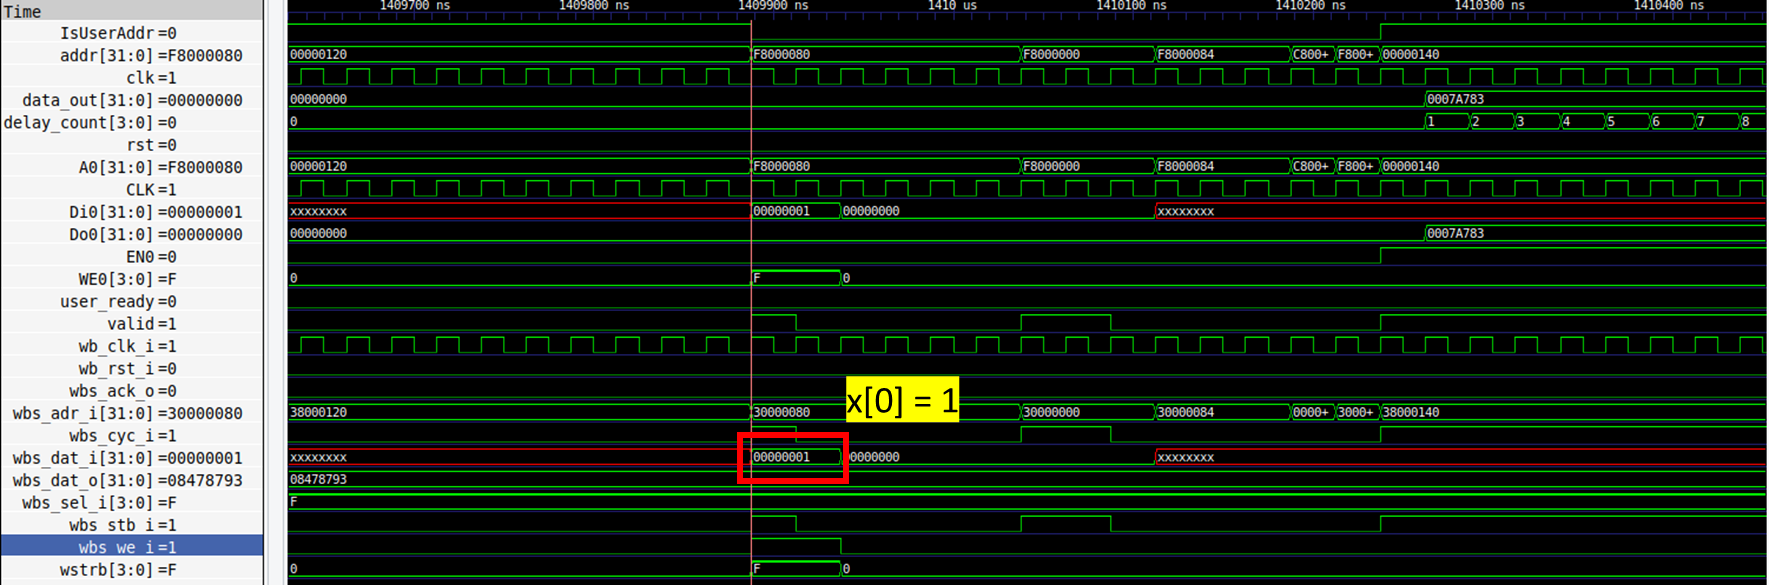 Time 1409700 ns 1409800 ns 1409900 ns 1410 us 1410100 ns 1410200 ns 1410300 ns 1410400 ns
IsUserAddr =0
addr[31:0] =F8000080 00000120 F8000080 F8000000 F8000084 C800+ F800+ 00000140
clk =1
data_out[31:0] =00000000 00000000 0007A783
delay_count[3:0] =0 0 1 2 3 4 5 6 7 8
rst =0
A0[31:0] =F8000080 00000120 F8000080 F8000000 F8000084 C800+ F800+ 00000140
CLK =1
Di0[31:0] =00000001 xxxxxxxx 00000001 00000000 xxxxxxxx
Do0[31:0] =00000000 00000000 0007A783
EN0 =0
WE0[3:0] =F 0 F 0
user_ready =0
valid =1
wb_clk_i =1
wb_rst_i =0
wbs_ack_o =0
x[0] = 1
wbs_adr_i[31:0] =30000080 38000120 30000080 30000000 30000084 0000+ 3000+ 38000140
wbs_cyc_i =1
wbs_dat_i[31:0] =00000001 xxxxxxxx 00000001 00000000 xxxxxxxx
wbs_dat_o[31:0] =08478793 08478793
wbs_sel_i[3:0] =F F
wbs_stb_i =1
wbs_we_i =1
wstrb[3:0] =F 0 F 0